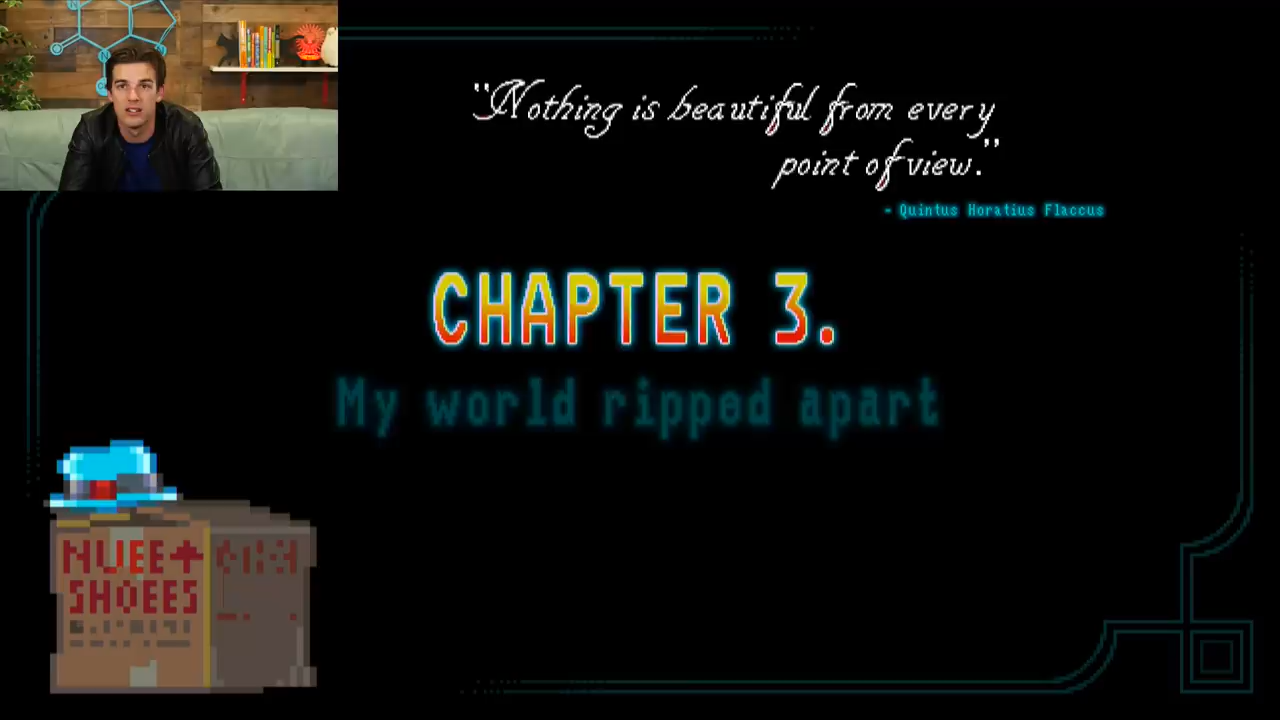 "Nothing is beautiful from every
point of view."
- Quintus Horatius Flaccus
CHAPTER 3.
My world ripped apart
NUEE
SHOEES